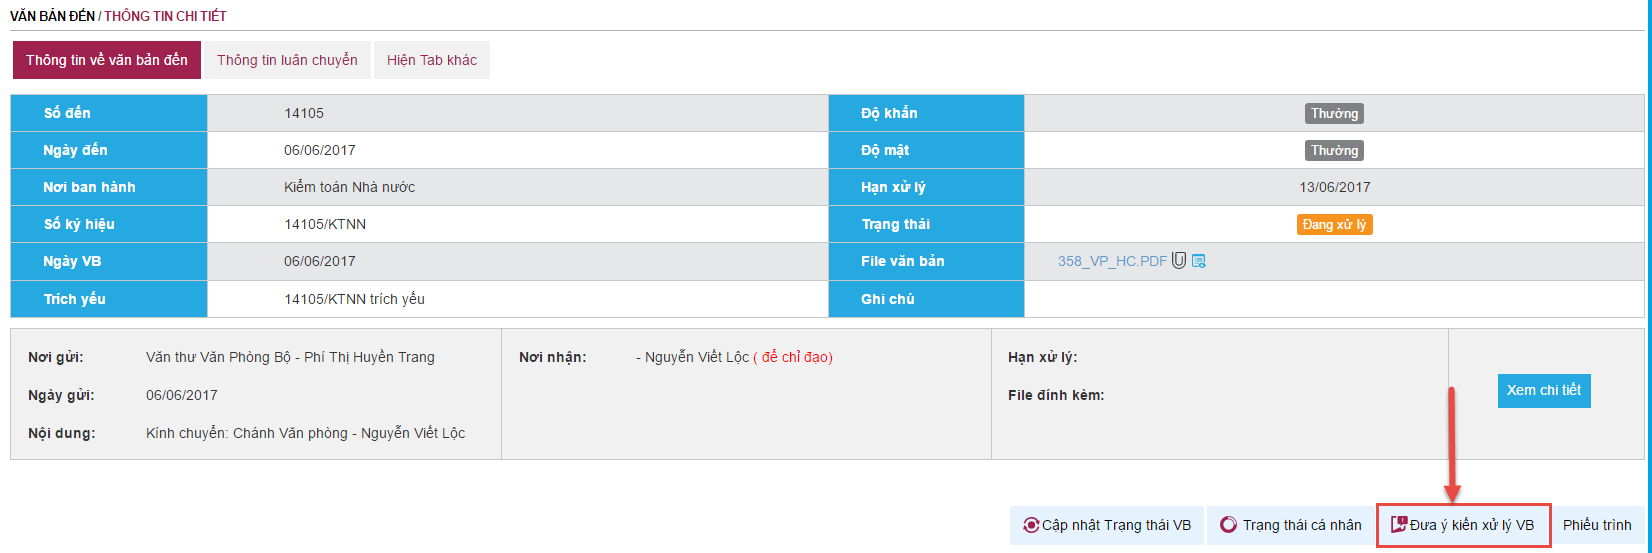 VĂN BẢN ĐẾN / THÔNG TIN CHI TIẾT
Thông tin về văn bản đến Thông tin luân chuyển Hiện Tab khác
Số đến 14105 Độ khẩn Thường
Ngày đến 06/06/2017 Độ mật Thường
Nơi ban hành Kiểm toán Nhà nước Hạn xử lý 13/06/2017
Số ký hiệu 14105/KTNN Trạng thái Đang xử lý
Ngày VB 06/06/2017 File văn bản 358_VP_HC.PDF
Trích yếu 14105/KTNN trích yếu Ghi chú
Nơi gửi: Văn thư Văn Phòng Bộ - Phí Thị Huyền Trang Nơi nhận: - Nguyễn Viết Lộc ( để chỉ đạo) Hạn xử lý:
Ngày gửi: 06/06/2017 File đính kèm: Xem chi tiết
Nội dung: Kính chuyển: Chánh Văn phòng - Nguyễn Viết Lộc
Cập nhật Trạng thái VB Trạng thái cá nhân Đưa ý kiến xử lý VB Phiếu trình